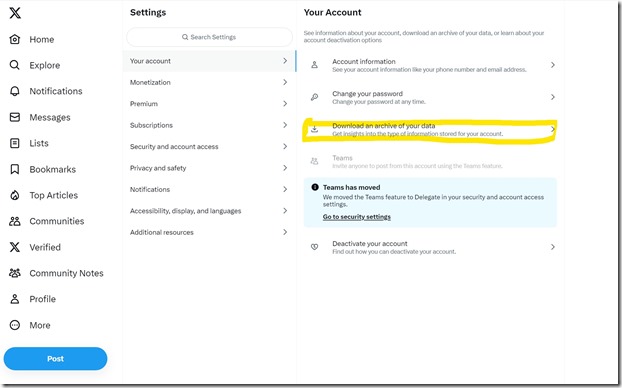 Home
Explore
Notifications
Messages
Lists
Bookmarks
Top Articles
Communities
Verified
Community Notes
Profile
More
Post
Settings
Search Settings
Your account
Monetization
Premium
Subscriptions
Security and account access
Privacy and safety
Notifications
Accessibility, display, and languages
Additional resources
Your Account
See information about your account, download an archive of your data, or learn about your
account deactivation options
Account information
See your account information like your phone number and email address.
Change your password
Change your password at any time.
Download an archive of your data
Get insights into the type of information stored for your account.
Teams
Invite anyone to post from this account using the Teams feature.
Teams has moved
We moved the Teams feature to Delegate in your security and account access
settings.
Go to security settings
Deactivate your account
Find out how you can deactivate your account.